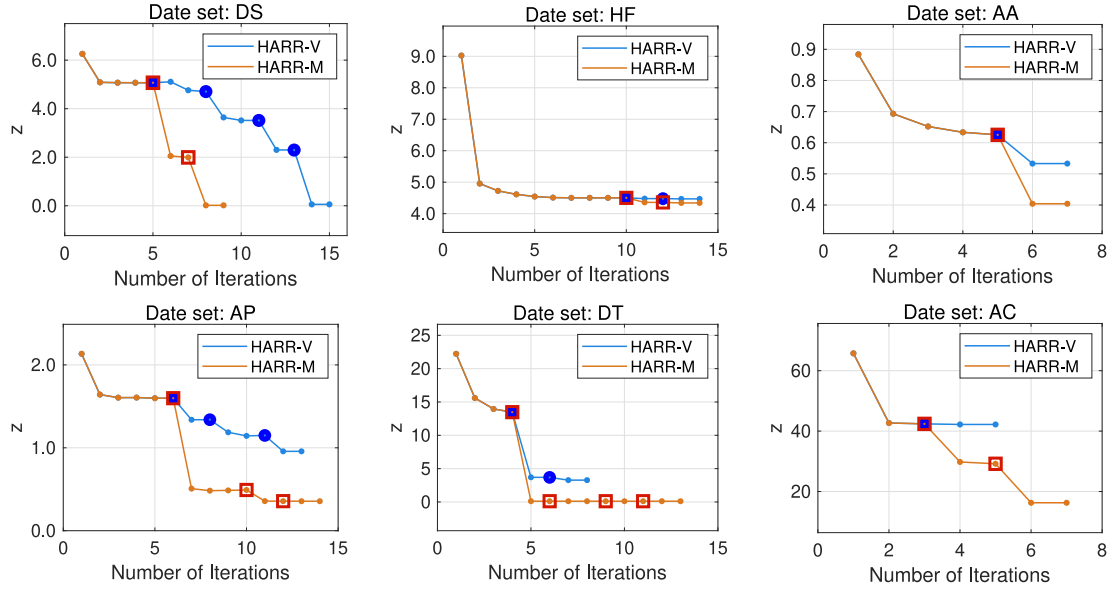 Date set: DS
6.0
4.0
2.0
0.0
z
0
5
10
15
Number of Iterations
HARR-V
HARR-M
Date set: HF
9.0
8.0
7.0
6.0
5.0
4.0
z
0
5
10
15
Number of Iterations
HARR-V
HARR-M
Date set: AA
0.9
0.8
0.7
0.6
0.5
0.4
z
0
2
4
6
8
Number of Iterations
HARR-V
HARR-M
Date set: AP
2.0
1.0
0.0
z
0
5
10
15
Number of Iterations
HARR-V
HARR-M
Date set: DT
25
20
15
10
5
0
z
0
5
10
15
Number of Iterations
HARR-V
HARR-M
Date set: AC
60
40
20
z
0
2
4
6
8
Number of Iterations
HARR-V
HARR-M